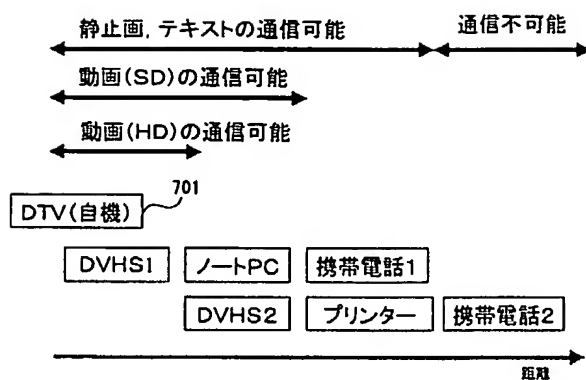 静止画,テキストの通信可能 通信不可能
動画(SD)の通信可能
動画(HD)の通信可能
701
DTV(自機)
DVHS1 ノートPC 携帯電話1
DVHS2 プリンター 携帯電話2
距離